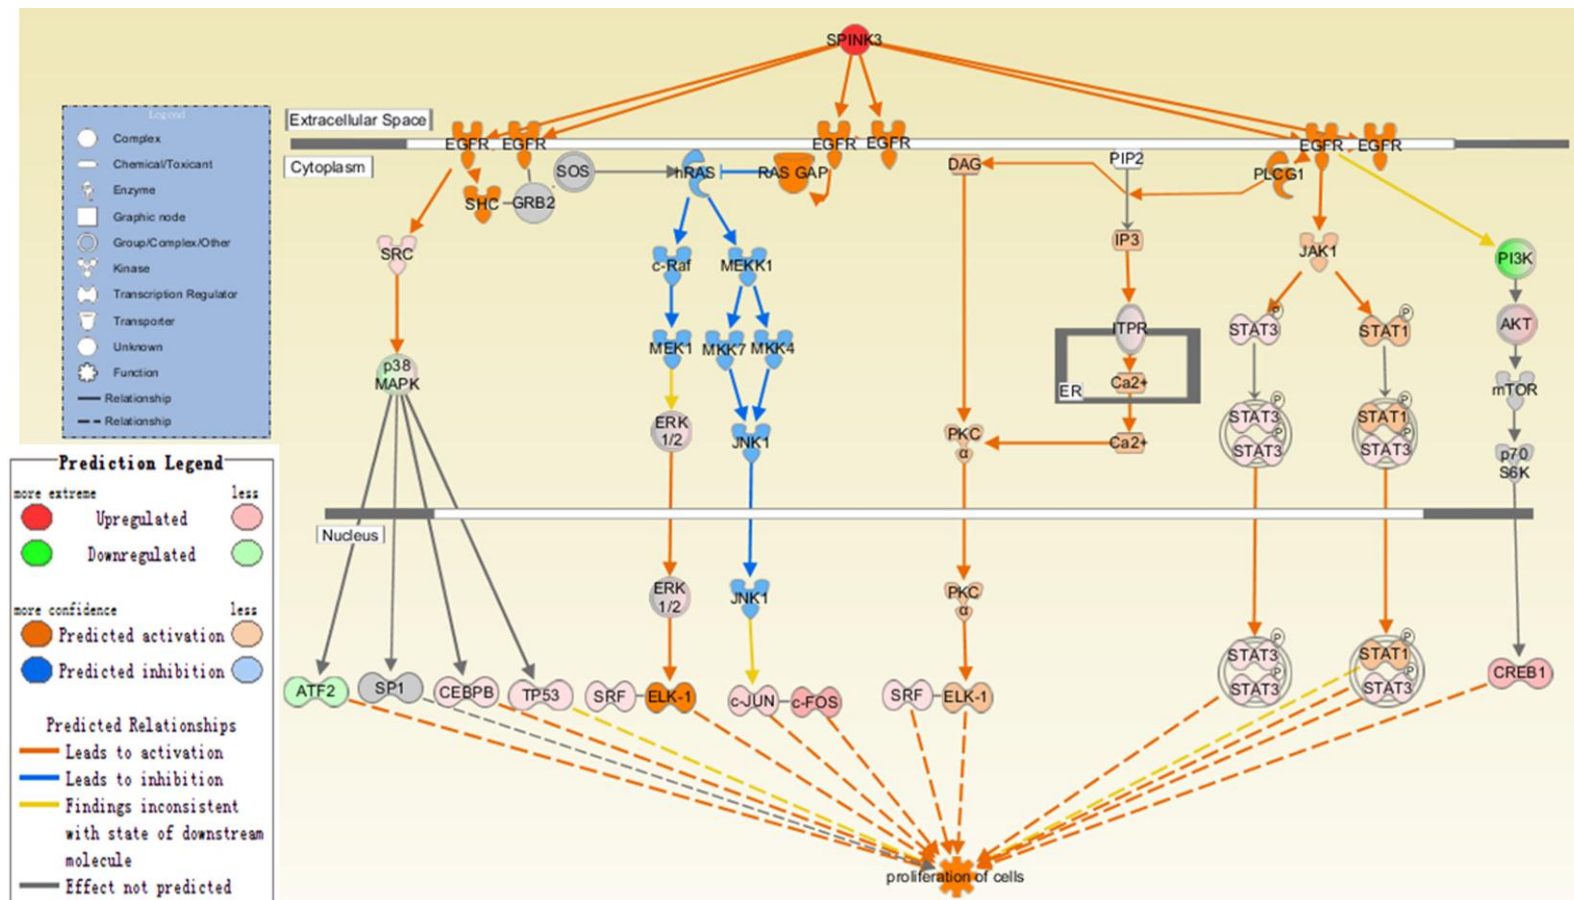 SPINK3
Legend
Complex
Chemical/Toxicant
Enzyme
Graphic node
Group/Complex/Other
Kinase
Transcription Regulator
Transporter
Unknown
Function
Relationship
Relationship
Extracellular Space
Cytoplasm
EGFR EGFR EGFR EGFR EGFR EGFR
SOS hRAS RAS GAP DAG PIP2 PLCG1
SHC GRB2
SRC c-Raf MEKK1 IP3 JAK1 PI3K
ITPR STAT3 P STAT1 P AKT
MEK1 MKK7 MKK4
p38
MAPK
ER Ca2+ mTOR
ERK
1/2
JNK1
PKC
α
Ca2+
STAT3 P
STAT3 P
STAT1 P
STAT3 P
p70
S6K
Prediction Legend
more extreme less
Upregulated
Downregulated
more confidence less
Predicted activation
Predicted inhibition
Predicted Relationships
Leads to activation
Leads to inhibition
Findings inconsistent
with state of downstream
molecule
Effect not predicted
Nucleus
ERK
1/2
JNK1
PKC
α
STAT3 P
STAT3 P
STAT1 P
STAT3 P
ATF2 SP1 CEBPB TP53 SRF ELK-1 c-JUN c-FOS SRF ELK-1 CREB1
proliferation of cells